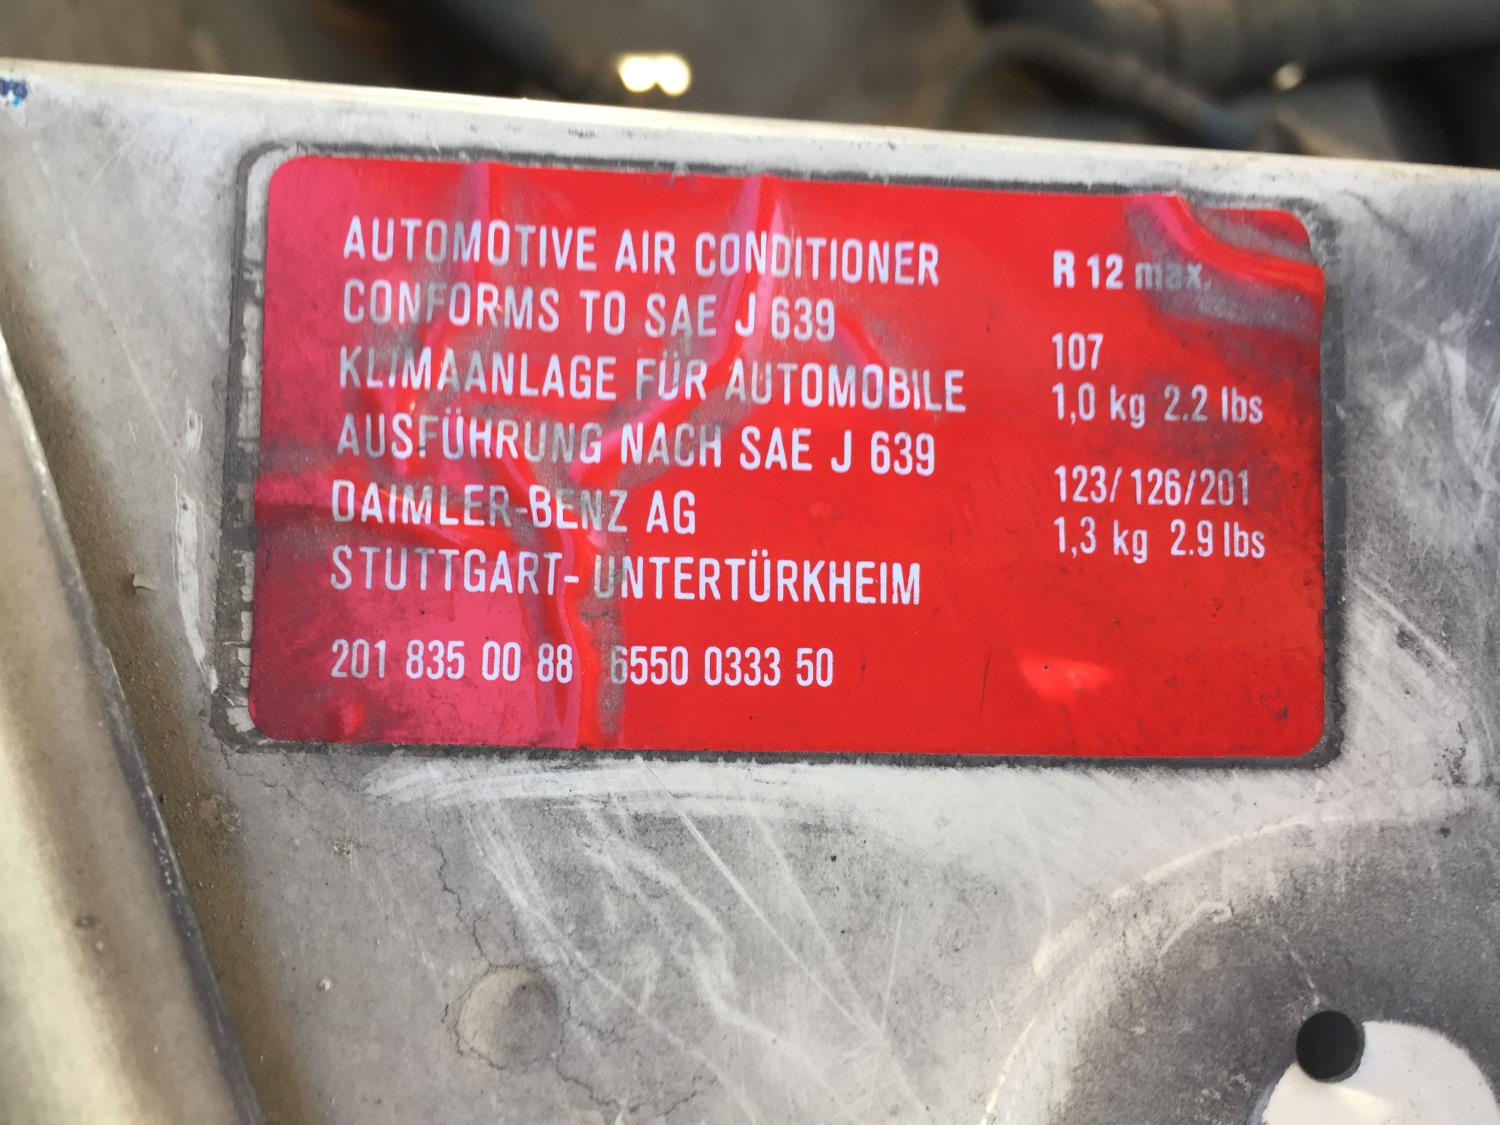 AUTOMOTIVE AIR CONDITIONER
CONFORMS TO SAE J 639
KLIMAANLAGE FÜR AUTOMOBILE
AUSFÜHRUNG NACH SAE J 639
DAIMLER-BENZ AG
STUTTGART- UNTERTÜRKHEIM
201 835 00 88 6550 0333 50
R 12 max.
107
1,0 kg 2.2 lbs
123/ 126/201
1,3 kg 2.9 lbs